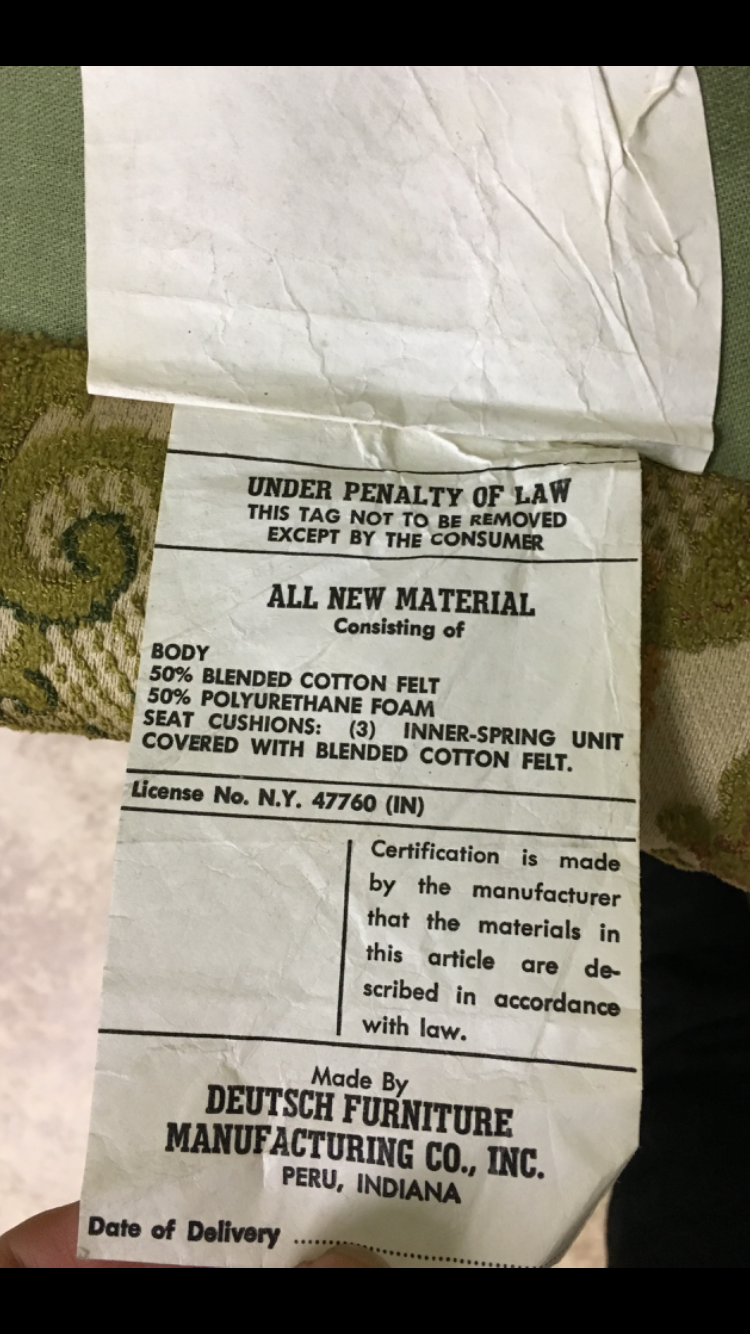 UNDER PENALTY OF LAW
THIS TAG NOT TO BE REMOVED
EXCEPT BY THE CONSUMER
ALL NEW MATERIAL
Consisting of
BODY
50% BLENDED COTTON FELT
50% POLYURETHANE FOAM
SEAT CUSHIONS: (3) INNER-SPRING UNIT
COVERED WITH BLENDED COTTON FELT.
License No. N.Y. 47760 (IN)
Certification is made
by the manufacturer
that the materials in
this article are de-
scribed in accordance
with law.
Made By
DEUTSCH FURNITURE
MANUFACTURING CO., INC.
PERU, INDIANA
Date of Delivery ........................................